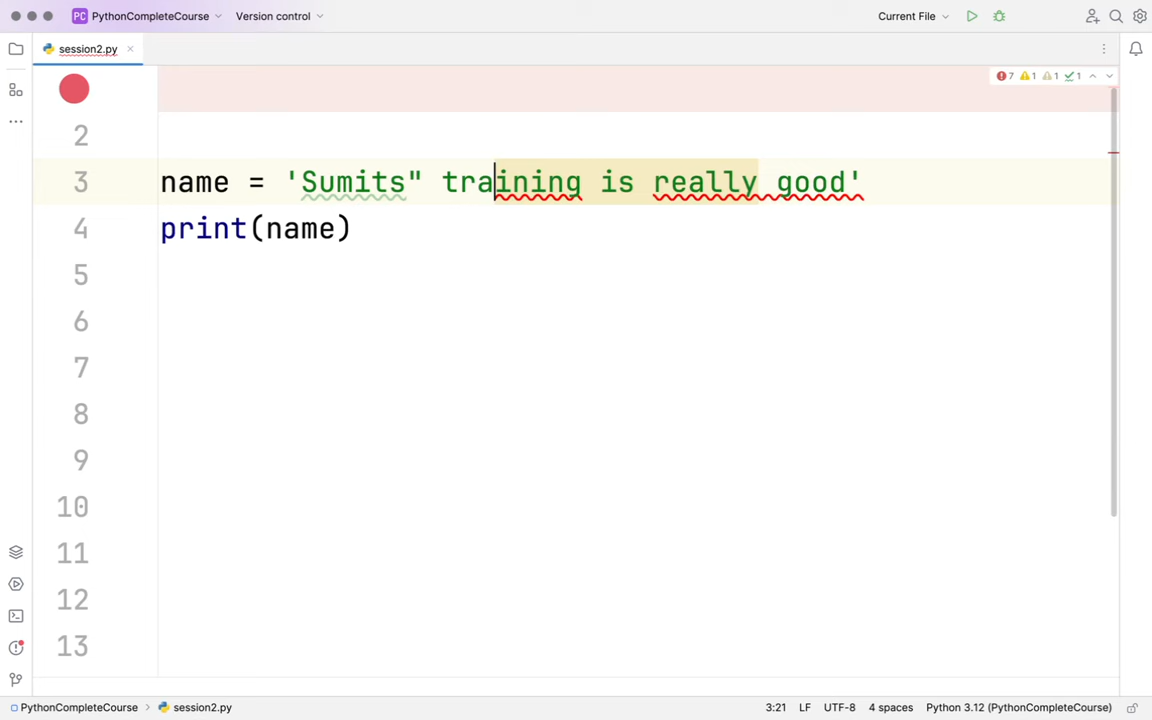 PC PythonCompleteCourse Version control Current File
session2.py
7 1 1 1
2
3 name = 'Sumits" training is really good'
4 print(name)
5
6
7
8
9
10
11
12
13
PythonCompleteCourse session2.py 3:21 LF UTF-8 4 spaces Python 3.12 (PythonCompleteCourse)